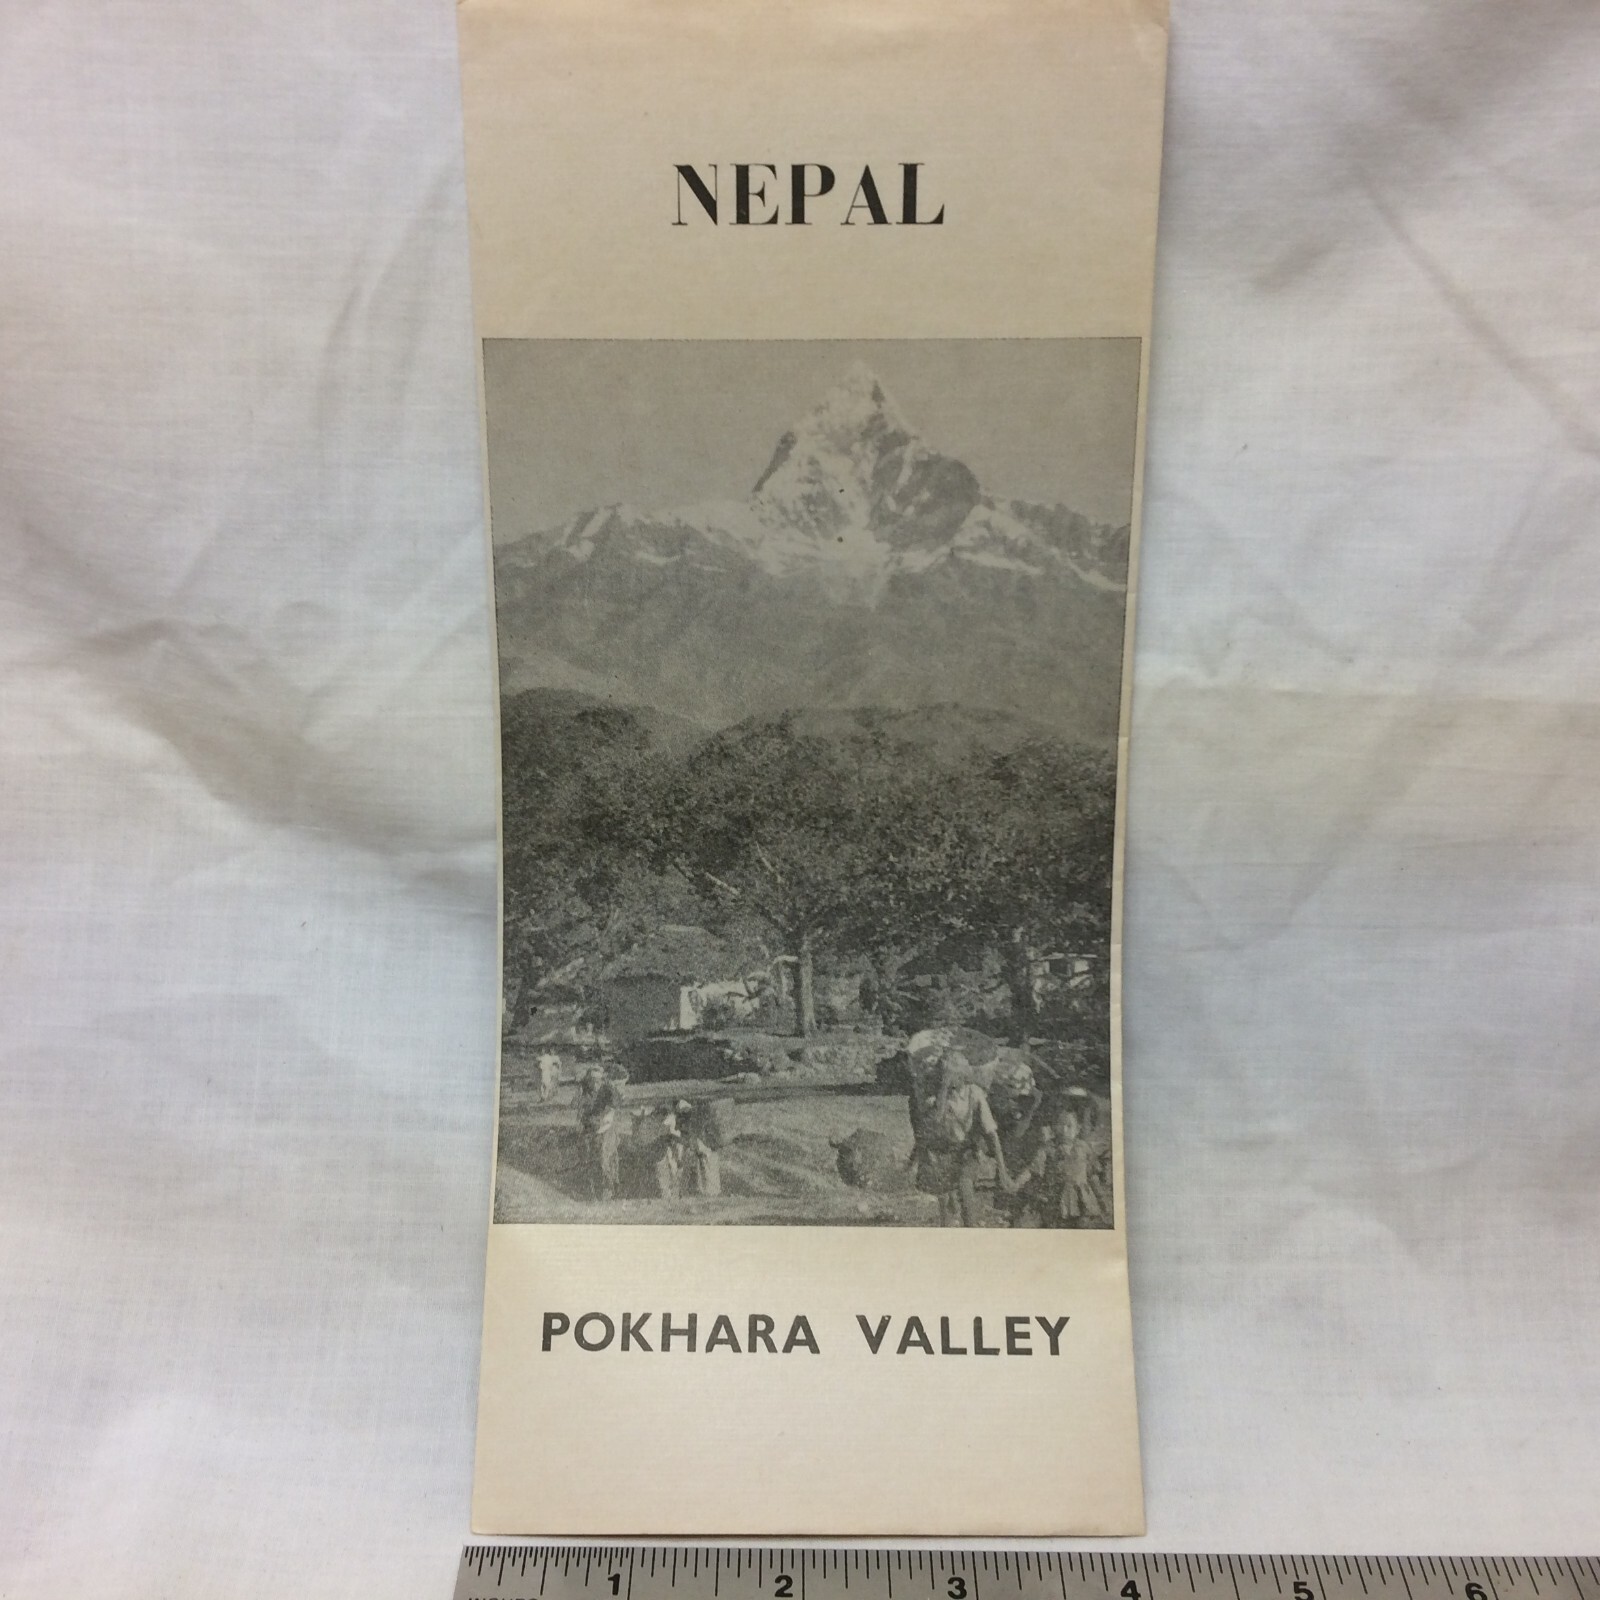 NEPAL
POKHARA VALLEY
1 2 3 4 5 6